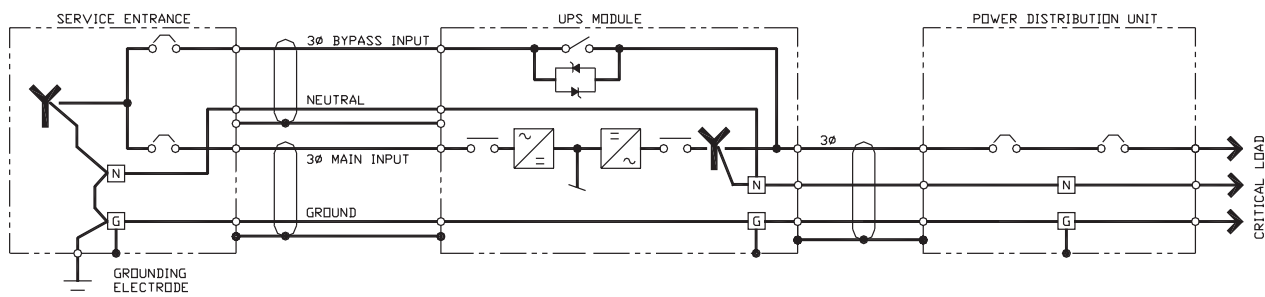 SERVICE ENTRANCE
UPS MODULE
POWER DISTRIBUTION UNIT
3Ø BYPASS INPUT
NEUTRAL
3Ø MAIN INPUT
3Ø
N
N
N
G
GROUND
G
G
CRITICAL LOAD
GROUNDING
ELECTRODE